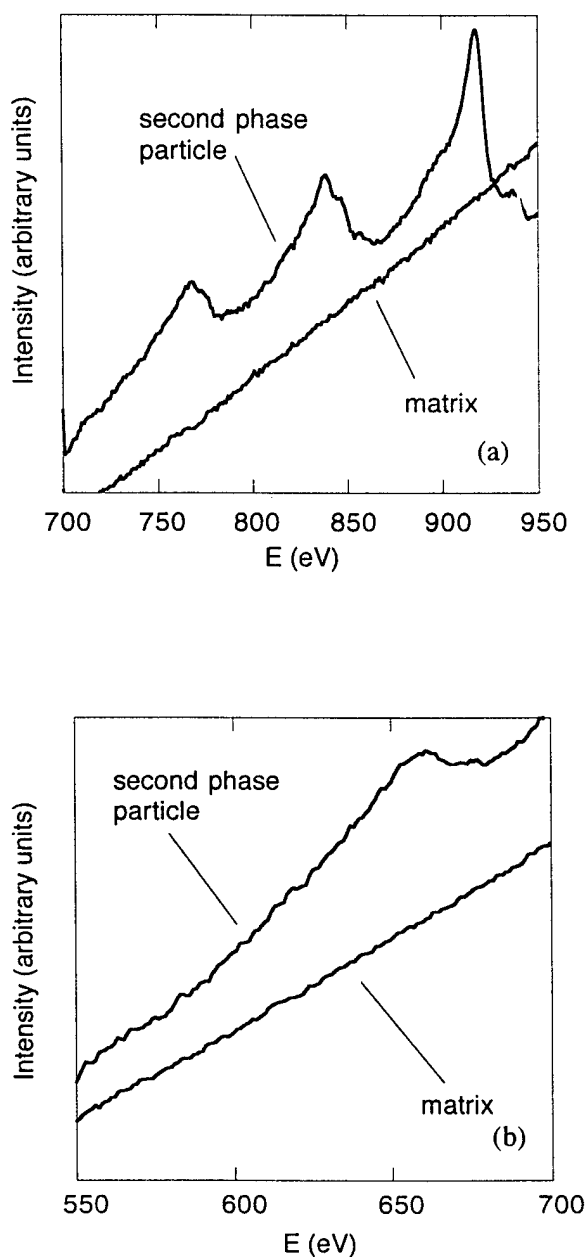 Intensity (arbitrary units)
second phase
particle
matrix
(a)
700 750 800 850 900 950
E (eV)
Intensity (arbitrary units)
second phase
particle
matrix
(b)
550 600 650 700
E (eV)